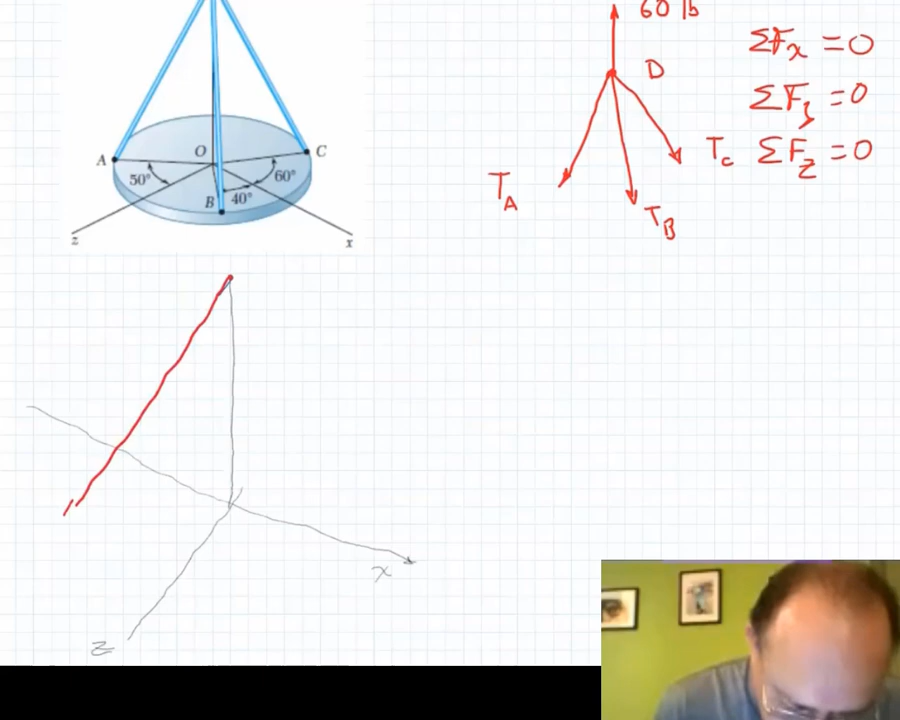 60 lb
ΣFx = 0
D
ΣFy = 0
A
O
C
Tc
ΣFz = 0
50°
60°
TA
B
40°
TB
z
x
x
z